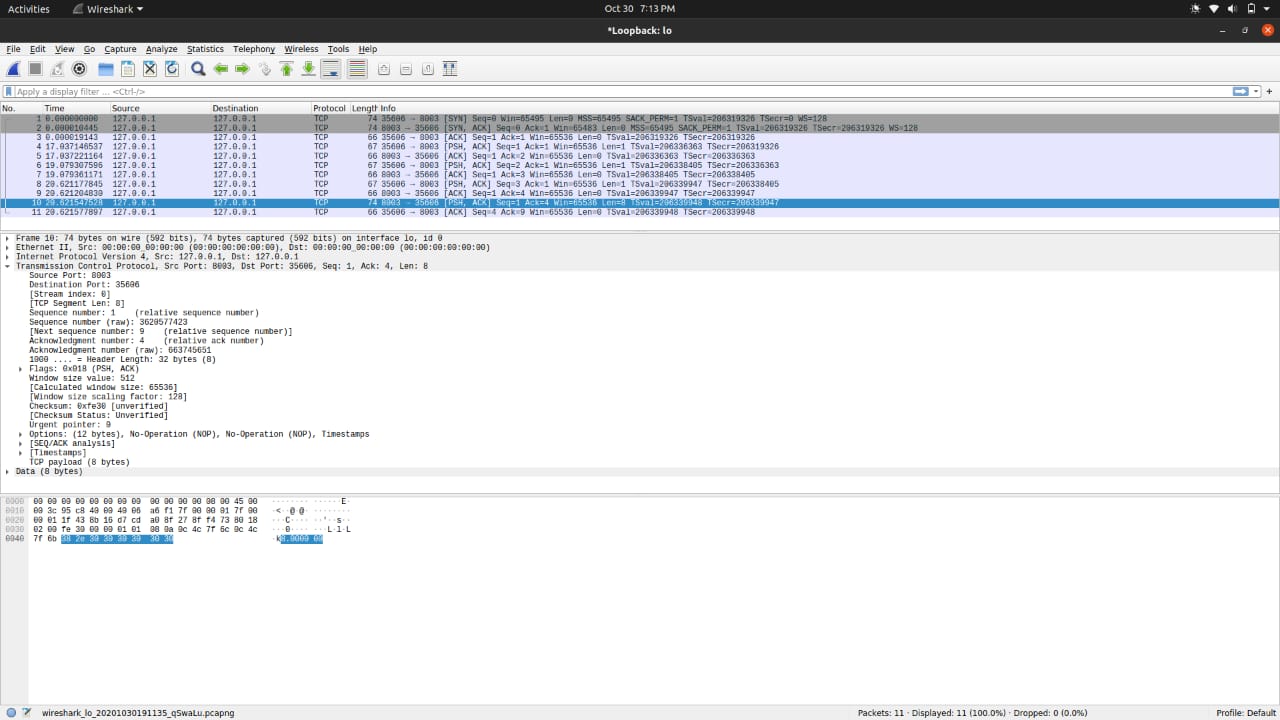 Activities Wireshark Oct 30 7:13 PM
*Loopback: lo
File Edit View Go Capture Analyze Statistics Telephony Wireless Tools Help
Apply a display filter ... <Ctrl-/> +
No. Time Source Destination Protocol Length Info
1 0.000000000 127.0.0.1 127.0.0.1 TCP 74 35606 → 8003 [SYN] Seq=0 Win=65495 Len=0 MSS=65495 SACK_PERM=1 TSval=206319326 TSecr=0 WS=128
2 0.000010445 127.0.0.1 127.0.0.1 TCP 74 8003 → 35606 [SYN, ACK] Seq=0 Ack=1 Win=65483 Len=0 MSS=65495 SACK_PERM=1 TSval=206319326 TSecr=206319326 WS=128
3 0.000019143 127.0.0.1 127.0.0.1 TCP 66 35606 → 8003 [ACK] Seq=1 Ack=1 Win=65536 Len=0 TSval=206319326 TSecr=206319326
4 17.037146537 127.0.0.1 127.0.0.1 TCP 67 35606 → 8003 [PSH, ACK] Seq=1 Ack=1 Win=65536 Len=1 TSval=206336363 TSecr=206319326
5 17.037221164 127.0.0.1 127.0.0.1 TCP 66 8003 → 35606 [ACK] Seq=1 Ack=2 Win=65536 Len=0 TSval=206336363 TSecr=206336363
6 19.079307596 127.0.0.1 127.0.0.1 TCP 67 35606 → 8003 [PSH, ACK] Seq=2 Ack=1 Win=65536 Len=1 TSval=206338405 TSecr=206336363
7 19.079361171 127.0.0.1 127.0.0.1 TCP 66 8003 → 35606 [ACK] Seq=1 Ack=3 Win=65536 Len=0 TSval=206338405 TSecr=206338405
8 20.621177845 127.0.0.1 127.0.0.1 TCP 67 35606 → 8003 [PSH, ACK] Seq=3 Ack=1 Win=65536 Len=1 TSval=206339947 TSecr=206338405
9 20.621204830 127.0.0.1 127.0.0.1 TCP 66 8003 → 35606 [ACK] Seq=1 Ack=4 Win=65536 Len=0 TSval=206339947 TSecr=206339947
10 20.621547528 127.0.0.1 127.0.0.1 TCP 74 8003 → 35606 [PSH, ACK] Seq=1 Ack=4 Win=65536 Len=8 TSval=206339948 TSecr=206339947
11 20.621577897 127.0.0.1 127.0.0.1 TCP 66 35606 → 8003 [ACK] Seq=4 Ack=9 Win=65536 Len=0 TSval=206339948 TSecr=206339948
Frame 10: 74 bytes on wire (592 bits), 74 bytes captured (592 bits) on interface lo, id 0
Ethernet II, Src: 00:00:00_00:00:00 (00:00:00:00:00:00), Dst: 00:00:00_00:00:00 (00:00:00:00:00:00)
Internet Protocol Version 4, Src: 127.0.0.1, Dst: 127.0.0.1
Transmission Control Protocol, Src Port: 8003, Dst Port: 35606, Seq: 1, Ack: 4, Len: 8
Source Port: 8003
Destination Port: 35606
[Stream index: 0]
[TCP Segment Len: 8]
Sequence number: 1 (relative sequence number)
Sequence number (raw): 3620577423
[Next sequence number: 9 (relative sequence number)]
Acknowledgment number: 4 (relative ack number)
Acknowledgment number (raw): 663745651
1000 .... = Header Length: 32 bytes (8)
Flags: 0x018 (PSH, ACK)
Window size value: 512
[Calculated window size: 65536]
[Window size scaling factor: 128]
Checksum: 0xfe30 [unverified]
[Checksum Status: Unverified]
Urgent pointer: 0
Options: (12 bytes), No-Operation (NOP), No-Operation (NOP), Timestamps
[SEQ/ACK analysis]
[Timestamps]
TCP payload (8 bytes)
Data (8 bytes)
0000 00 00 00 00 00 00 00 00 00 00 00 00 08 00 45 00 ········ ······E·
0010 00 3c 95 c8 40 00 40 06 a6 f1 7f 00 00 01 7f 00 ·<··@·@· ········
0020 00 01 1f 43 8b 16 d7 cd a0 8f 27 8f f4 73 80 18 ···C···· ··'··s··
0030 02 00 fe 30 00 00 01 01 08 0a 0c 4c 7f 6c 0c 4c ···0···· ···L·l·L
0040 7f 6b 38 2e 30 30 30 30 30 30 ·k8.0000 00
wireshark_lo_20201030191135_qSwaLu.pcapng Packets: 11 · Displayed: 11 (100.0%) · Dropped: 0 (0.0%) Profile: Default